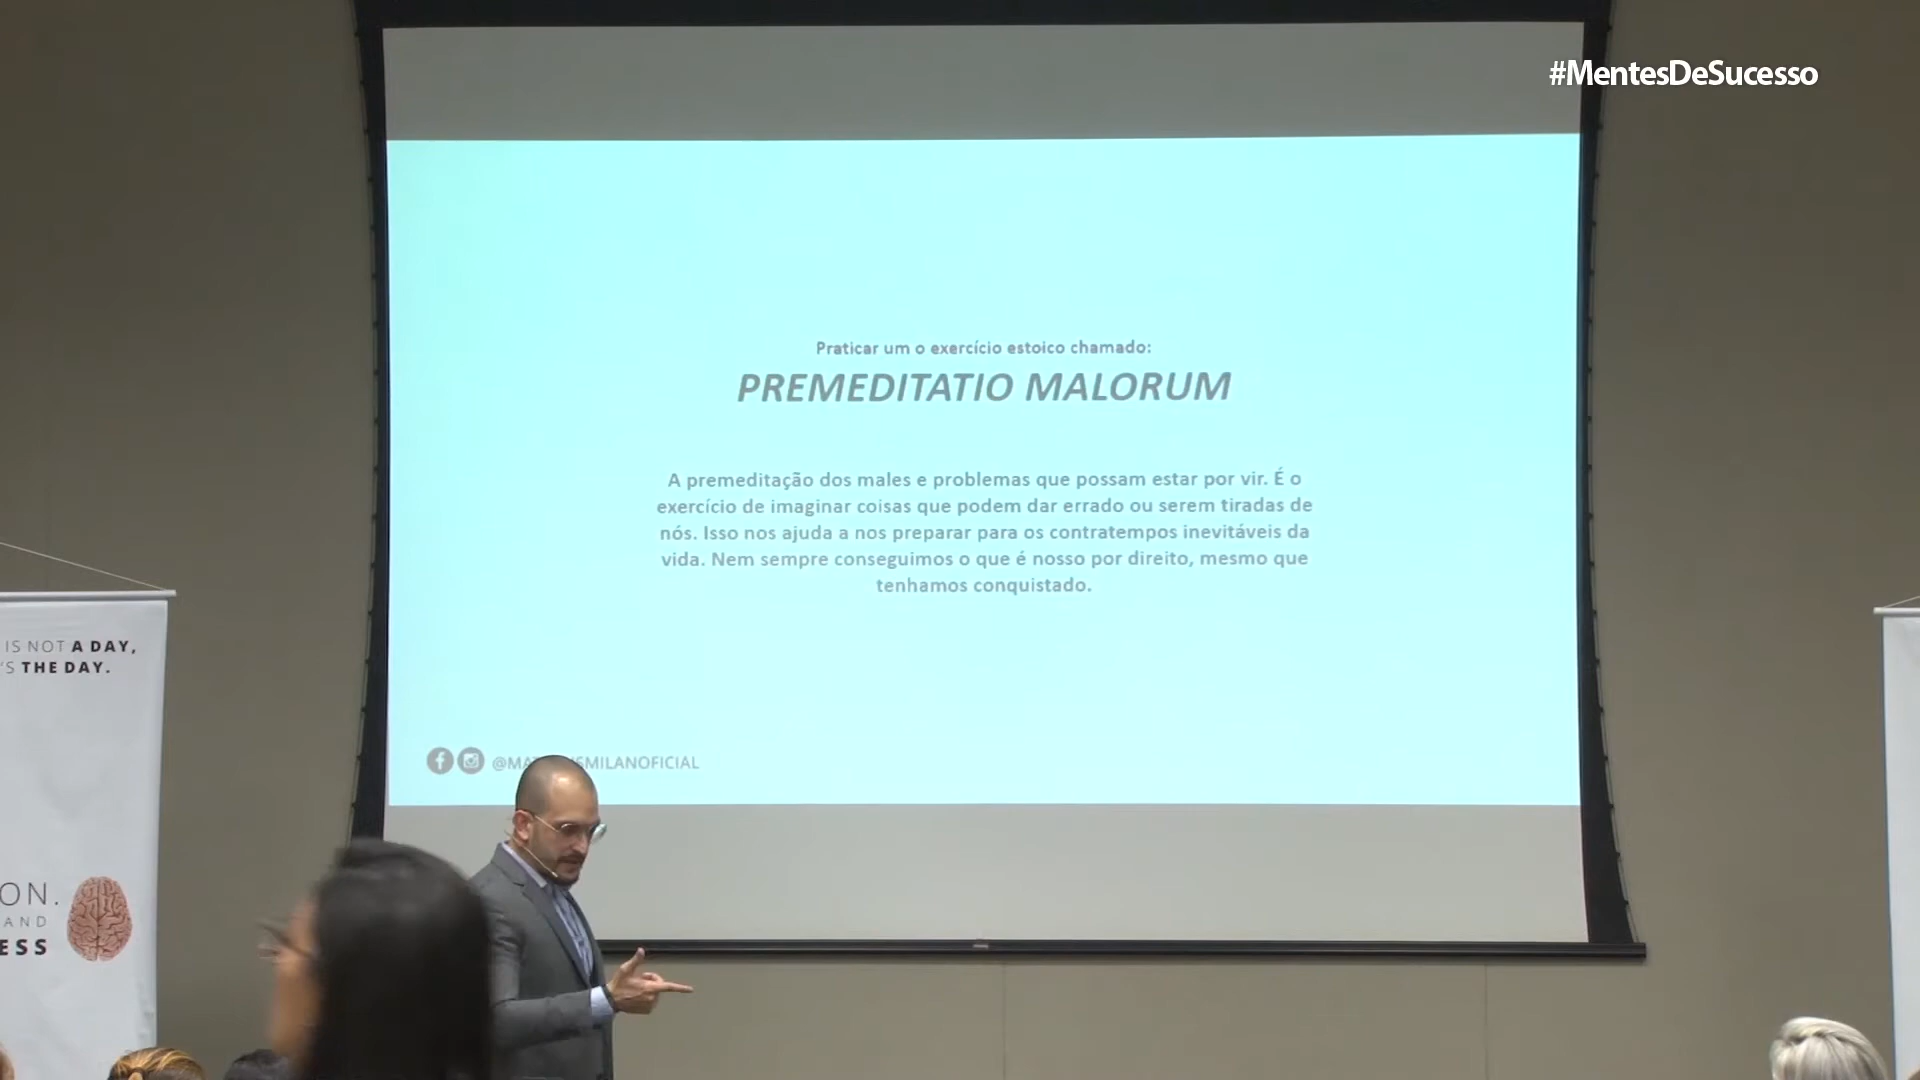 #MentesDeSucesso
Praticar um o exercício estoico chamado:
PREMEDITATIO MALORUM
A premeditação dos males e problemas que possam estar por vir. É o
exercício de imaginar coisas que podem dar errado ou serem tiradas de
nós. Isso nos ajuda a nos preparar para os contratempos inevitáveis da
vida. Nem sempre conseguimos o que é nosso por direito, mesmo que
tenhamos conquistado.
IS NOT A DAY,
'S THE DAY.
ON.
AND
ESS